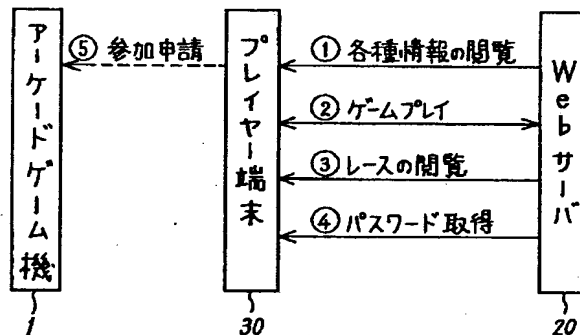 アーケードゲーム機
プレイヤー端末
Webサーバ
⑤ 参加申請
① 各種情報の閲覧
② ゲームプレイ
③ レースの閲覧
④ パスワード取得
1
30
20